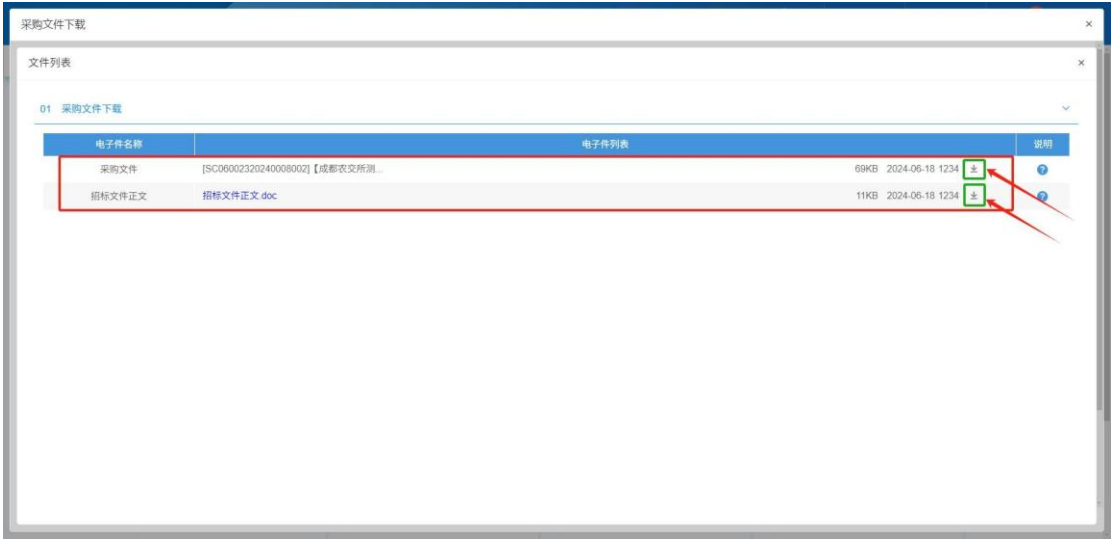 采购文件下载
文件列表
01 采购文件下载
电子件名称 电子件列表 说明
采购文件 [SC06002320240008002]【成都农交所测... 69KB 2024-06-18 1234
招标文件正文 招标文件正文.doc 11KB 2024-06-18 1234